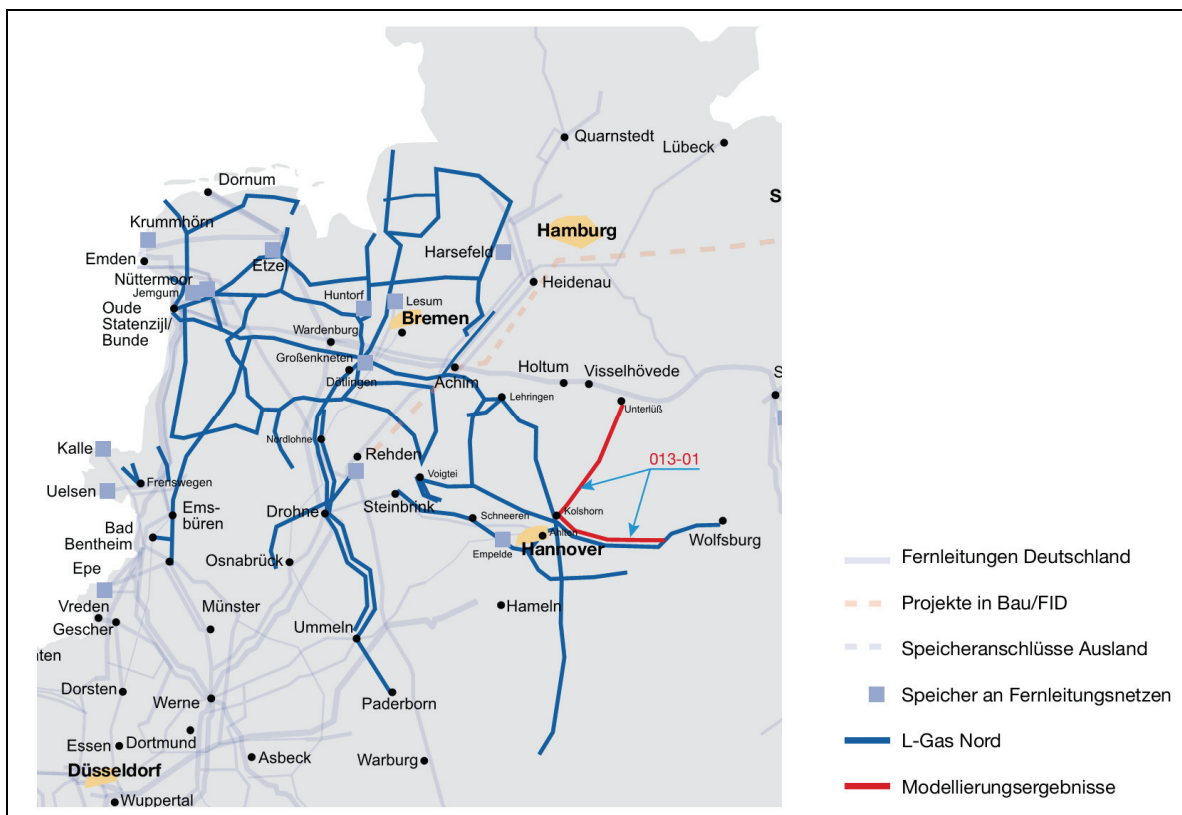 Quarnstedt
Lübeck
Dornum
S
Krummhörn
Hamburg
Harsefeld
Emden
Etzel
Heidenau
Nüttermoor
Jemgum
Huntorf
Lesum
Oude
Statenzijl/
Bunde
Bremen
Wardenburg
Großenkneten
Holtum
Visselhövede
S
Dötlingen
Achim
Lehringen
Unterlüß
Nordlohne
Kalle
Rehden
013-01
Voigtei
Frenswegen
Uelsen
Steinbrink
Ems-
büren
Drohne
Schneeren
Kolshorn
Bad
Bentheim
Ahlten
Wolfsburg
Empelde
Hannover
Osnabrück
Epe
Vreden
Münster
Hameln
Gescher
Ummeln
nten
Dorsten
Werne
Paderborn
Essen
Dortmund
Asbeck
Warburg
Düsseldorf
Wuppertal
Fernleitungen Deutschland
Projekte in Bau/FID
Speicheranschlüsse Ausland
Speicher an Fernleitungsnetzen
L-Gas Nord
Modellierungsergebnisse